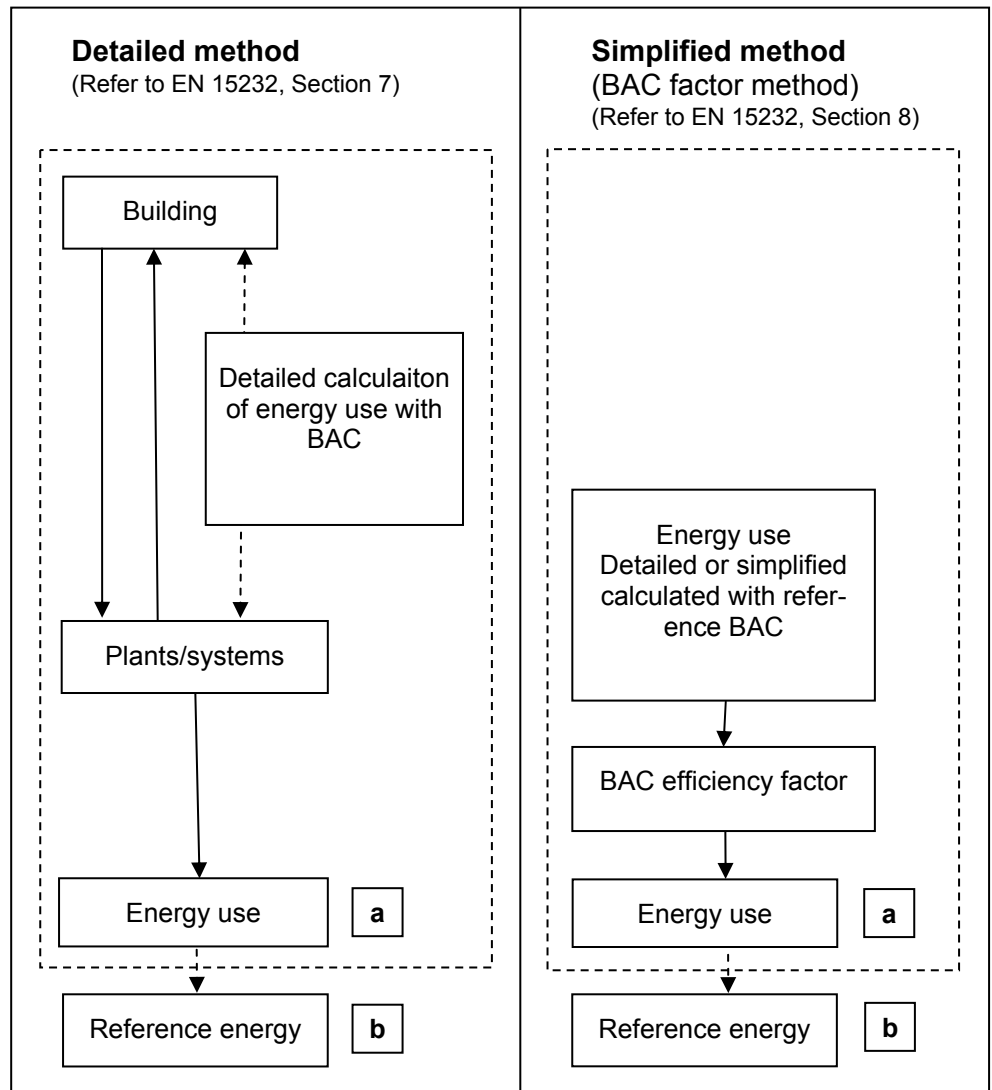 Detailed method
(Refer to EN 15232, Section 7)
Building
Detailed calculaiton
of energy use with
BAC
Plants/systems
Energy use
a
Reference energy
b
Simplified method
(BAC factor method)
(Refer to EN 15232, Section 8)
Energy use
Detailed or simplified
calculated with refer-
ence BAC
BAC efficiency factor
Energy use
a
Reference energy
b